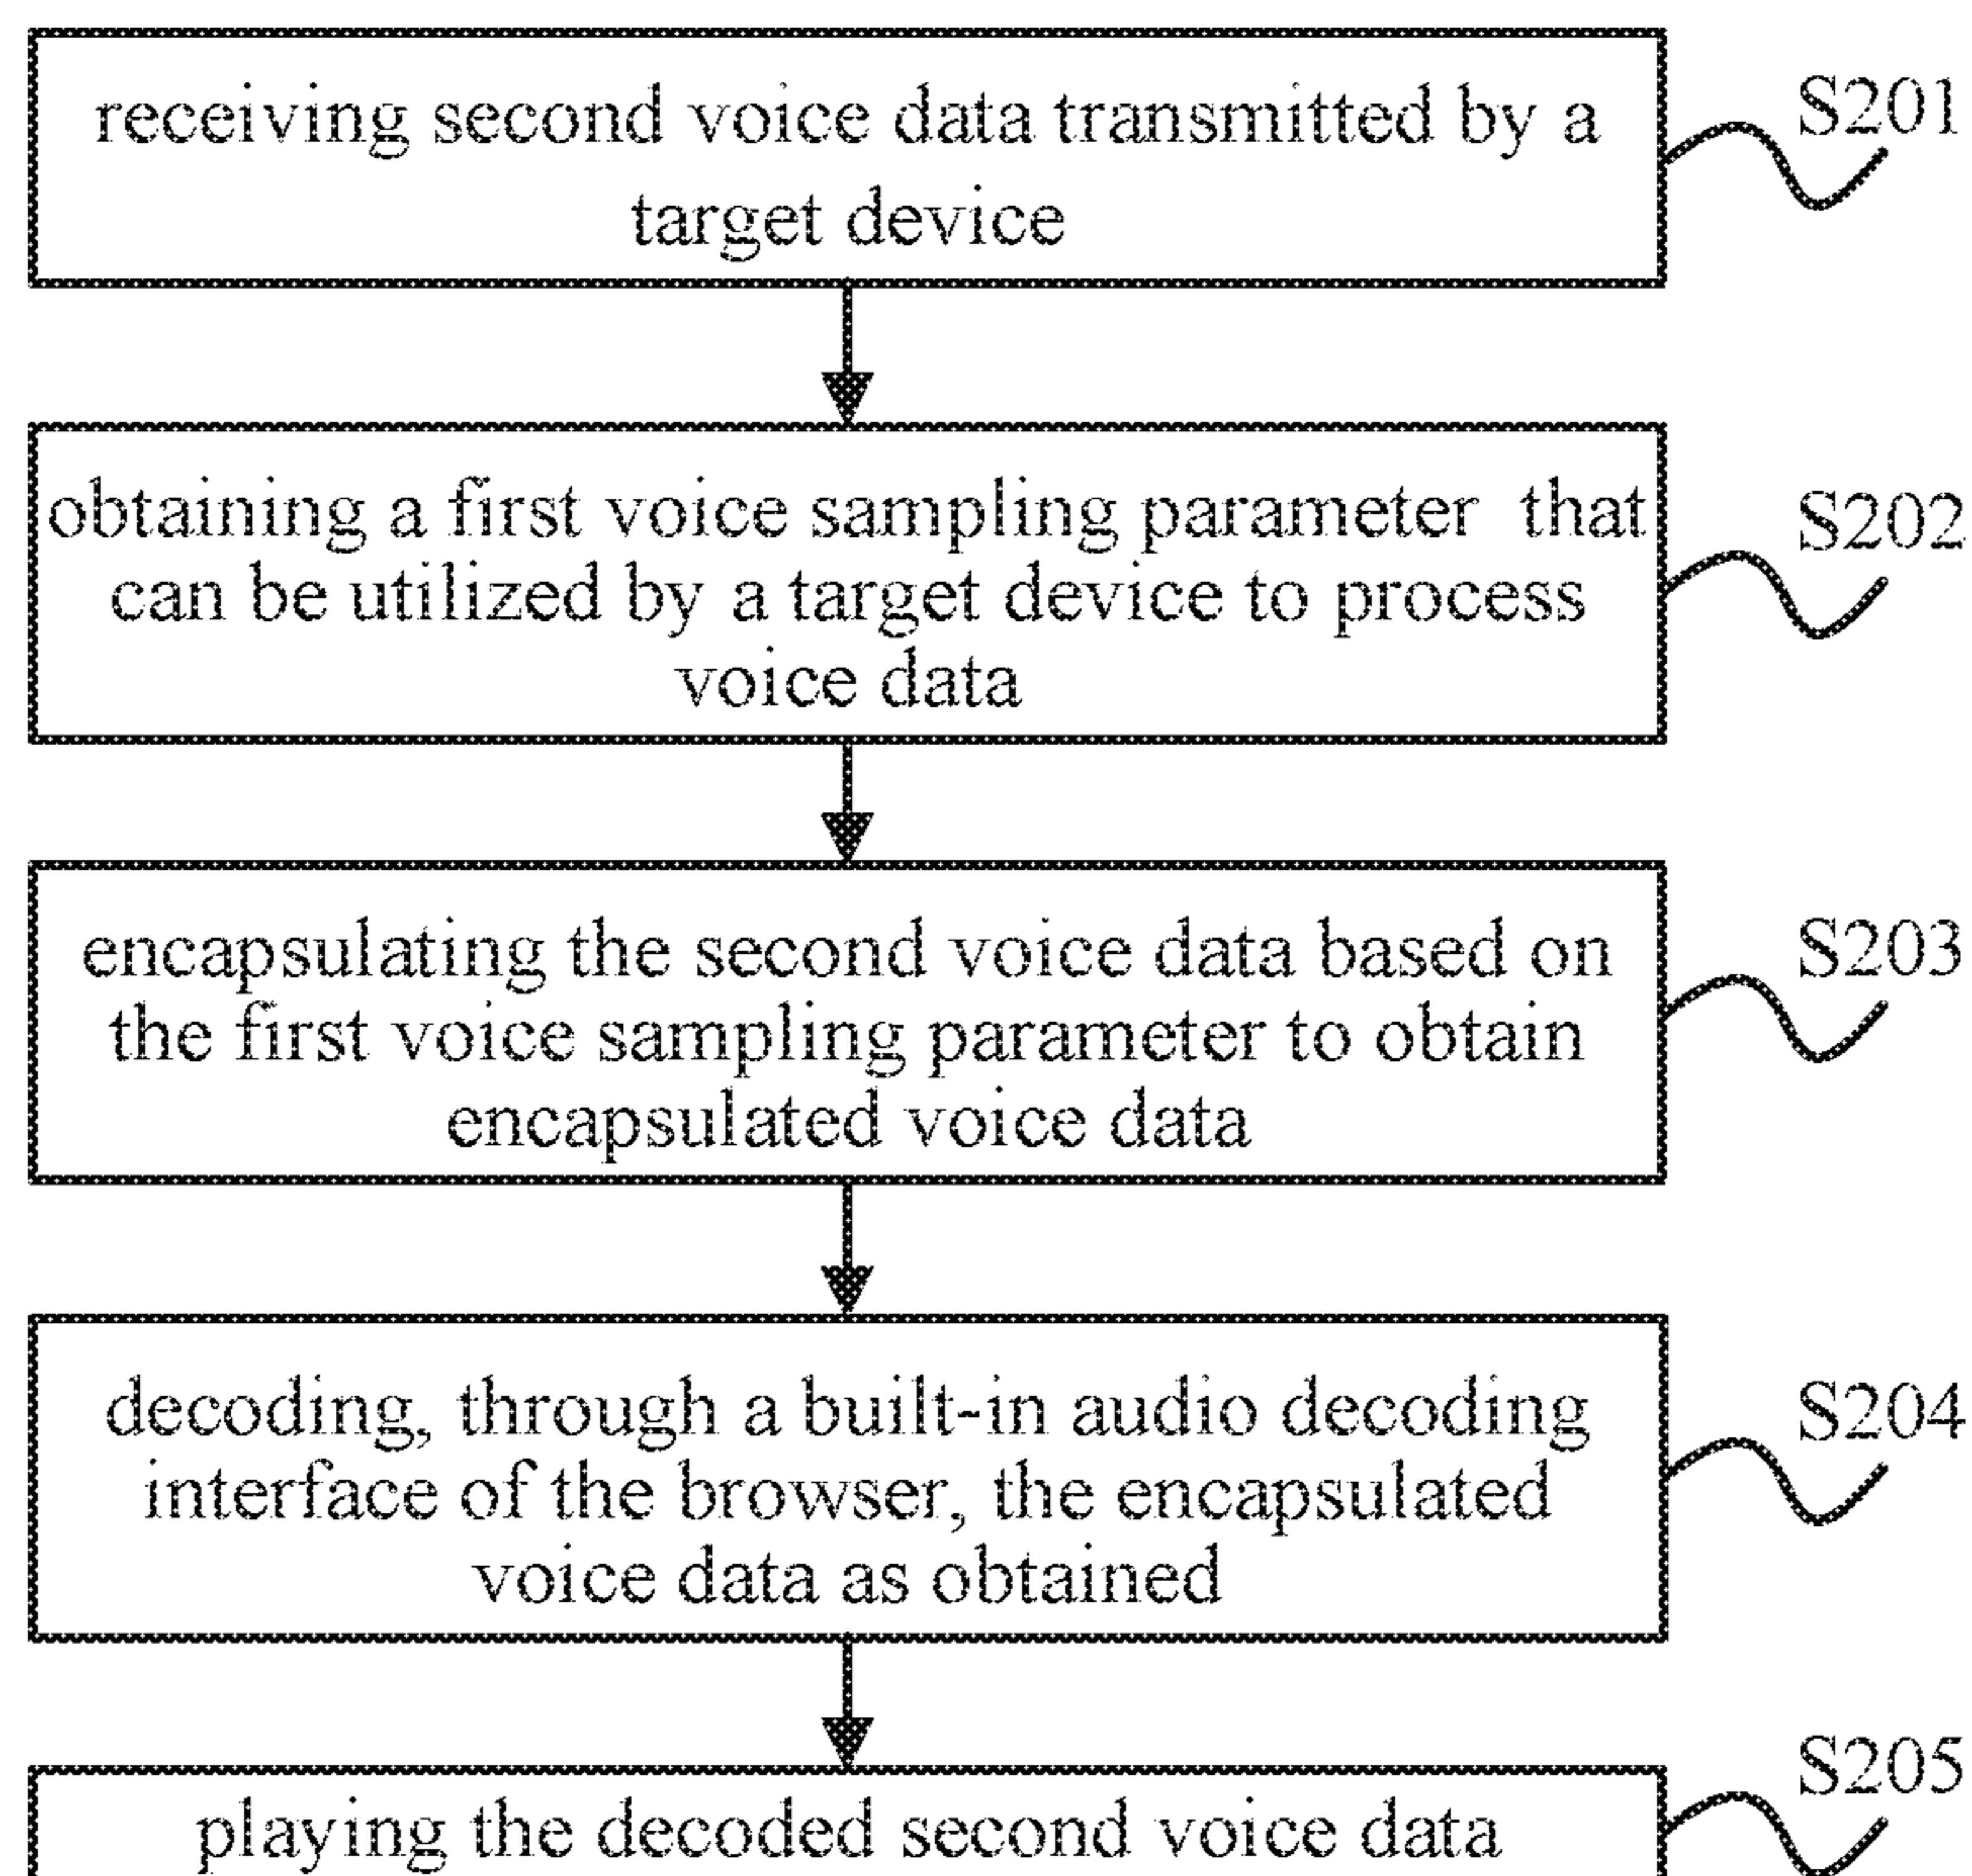 receiving second voice data transmitted by a
target device
S201
obtaining a first voice sampling parameter that
can be utilized by a target device to process
voice data
S202
encapsulating the second voice data based on
the first voice sampling parameter to obtain
encapsulated voice data
S203
decoding, through a built-in audio decoding
interface of the browser, the encapsulated
voice data as obtained
S204
playing the decoded second voice data
S205